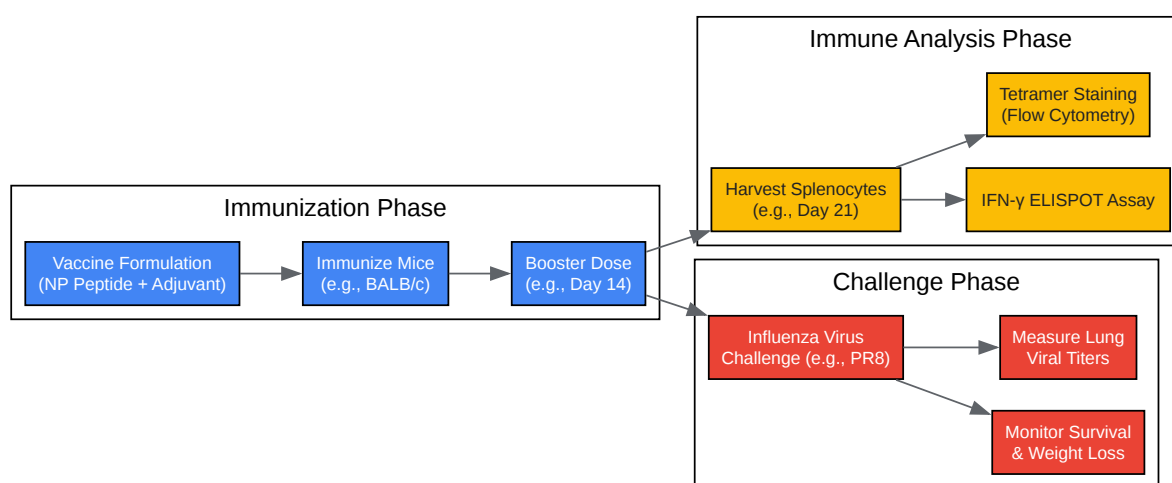 Immunization Phase
Vaccine Formulation
(NP Peptide + Adjuvant)
Immunize Mice
(e.g., BALB/c)
Booster Dose
(e.g., Day 14)
Immune Analysis Phase
Harvest Splenocytes
(e.g., Day 21)
Tetramer Staining
(Flow Cytometry)
IFN-γ ELISPOT Assay
Challenge Phase
Influenza Virus
Challenge (e.g., PR8)
Measure Lung
Viral Titers
Monitor Survival
& Weight Loss